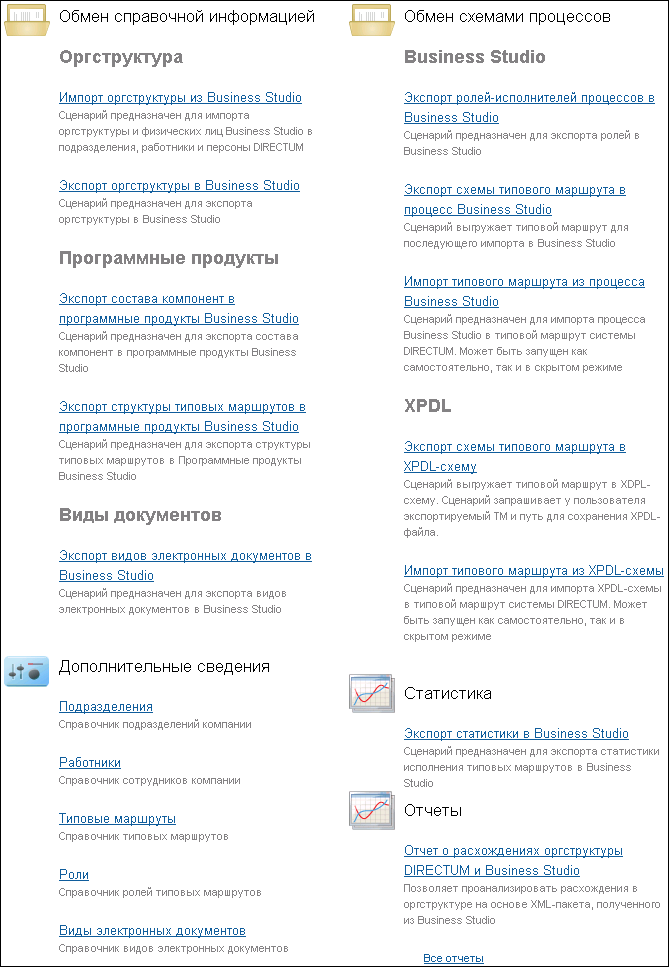 Обмен справочной информацией
Оргструктура
Импорт оргструктуры из Business Studio
Сценарий предназначен для импорта
оргструктуры и физических лиц Business Studio в
подразделения, работники и персоны DIRECTUM
Экспорт оргструктуры в Business Studio
Сценарий предназначен для экспорта
оргструктуры в Business Studio
Программные продукты
Экспорт состава компонент в
программные продукты Business Studio
Сценарий предназначен для экспорта состава
компонент в программные продукты Business
Studio
Экспорт структуры типовых маршрутов в
программные продукты Business Studio
Сценарий предназначен для экспорта структуры
типовых маршрутов в Программные продукты
Business Studio
Виды документов
Экспорт видов электронных документов в
Business Studio
Сценарий предназначен для экспорта видов
электронных документов в Business Studio
Дополнительные сведения
Подразделения
Справочник подразделений компании
Работники
Справочник сотрудников компании
Типовые маршруты
Справочник типовых маршрутов
Роли
Справочник ролей типовых маршрутов
Виды электронных документов
Справочник видов электронных документов
Обмен схемами процессов
Business Studio
Экспорт ролей-исполнителей процессов в
Business Studio
Сценарий предназначен для экспорта ролей в
Business Studio
Экспорт схемы типового маршрута в
процесс Business Studio
Сценарий выгружает типовой маршрут для
последующего импорта в Business Studio
Импорт типового маршрута из процесса
Business Studio
Сценарий предназначен для импорта процесса
Business Studio в типовой маршрут системы
DIRECTUM. Может быть запущен как
самостоятельно, так и в скрытом режиме
XPDL
Экспорт схемы типового маршрута в
XPDL-схему
Сценарий выгружает типовой маршрут в XDPL-
схему. Сценарий запрашивает у пользователя
экспортируемый ТМ и путь для сохранения XPDL-
файла.
Импорт типового маршрута из XPDL-схемы
Сценарий предназначен для импорта XPDL-схемы
в типовой маршрут системы DIRECTUM. Может
быть запущен как самостоятельно, так и в
скрытом режиме
Статистика
Экспорт статистики в Business Studio
Сценарий предназначен для экспорта статистики
исполнения типовых маршрутов в Business
Studio
Отчеты
Отчет о расхождениях оргструктуры
DIRECTUM и Business Studio
Позволяет проанализировать расхождения в
оргструктуре на основе XML-пакета, полученного
из Business Studio
Все отчеты